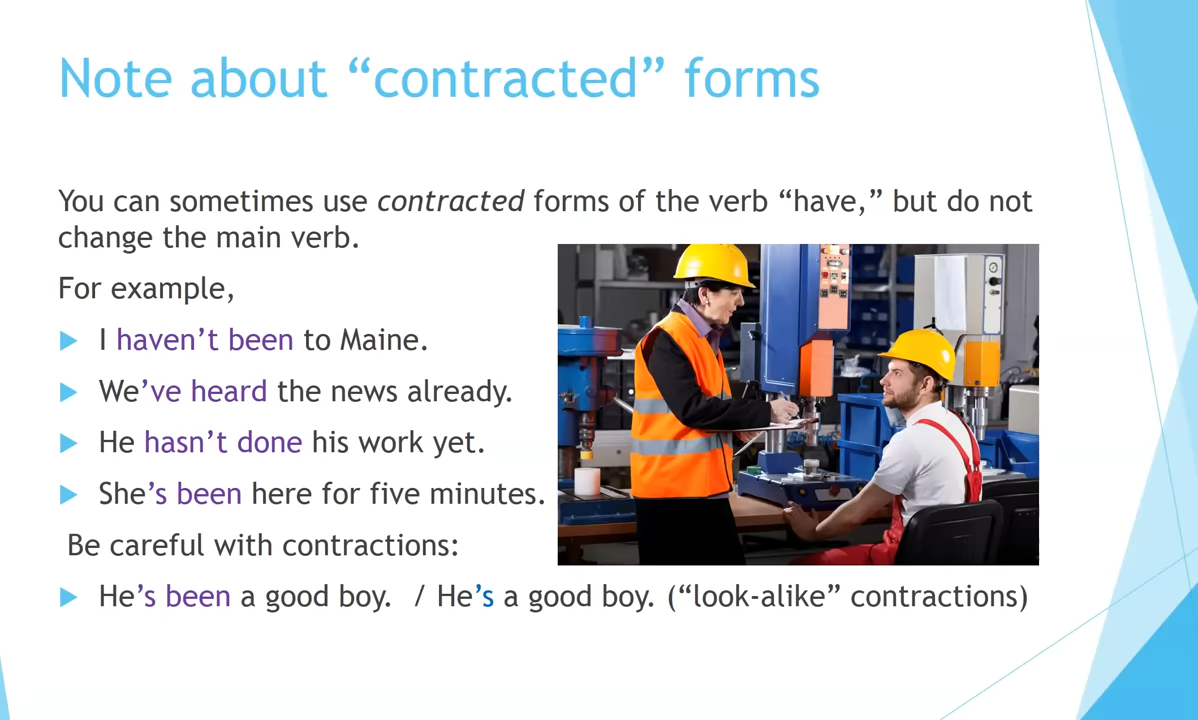 Note about “contracted” forms
You can sometimes use contracted forms of the verb “have,” but do not
change the main verb.
For example,
I haven’t been to Maine.
We’ve heard the news already.
He hasn’t done his work yet.
She’s been here for five minutes.
Be careful with contractions:
He’s been a good boy.  / He’s a good boy. (“look-alike” contractions)